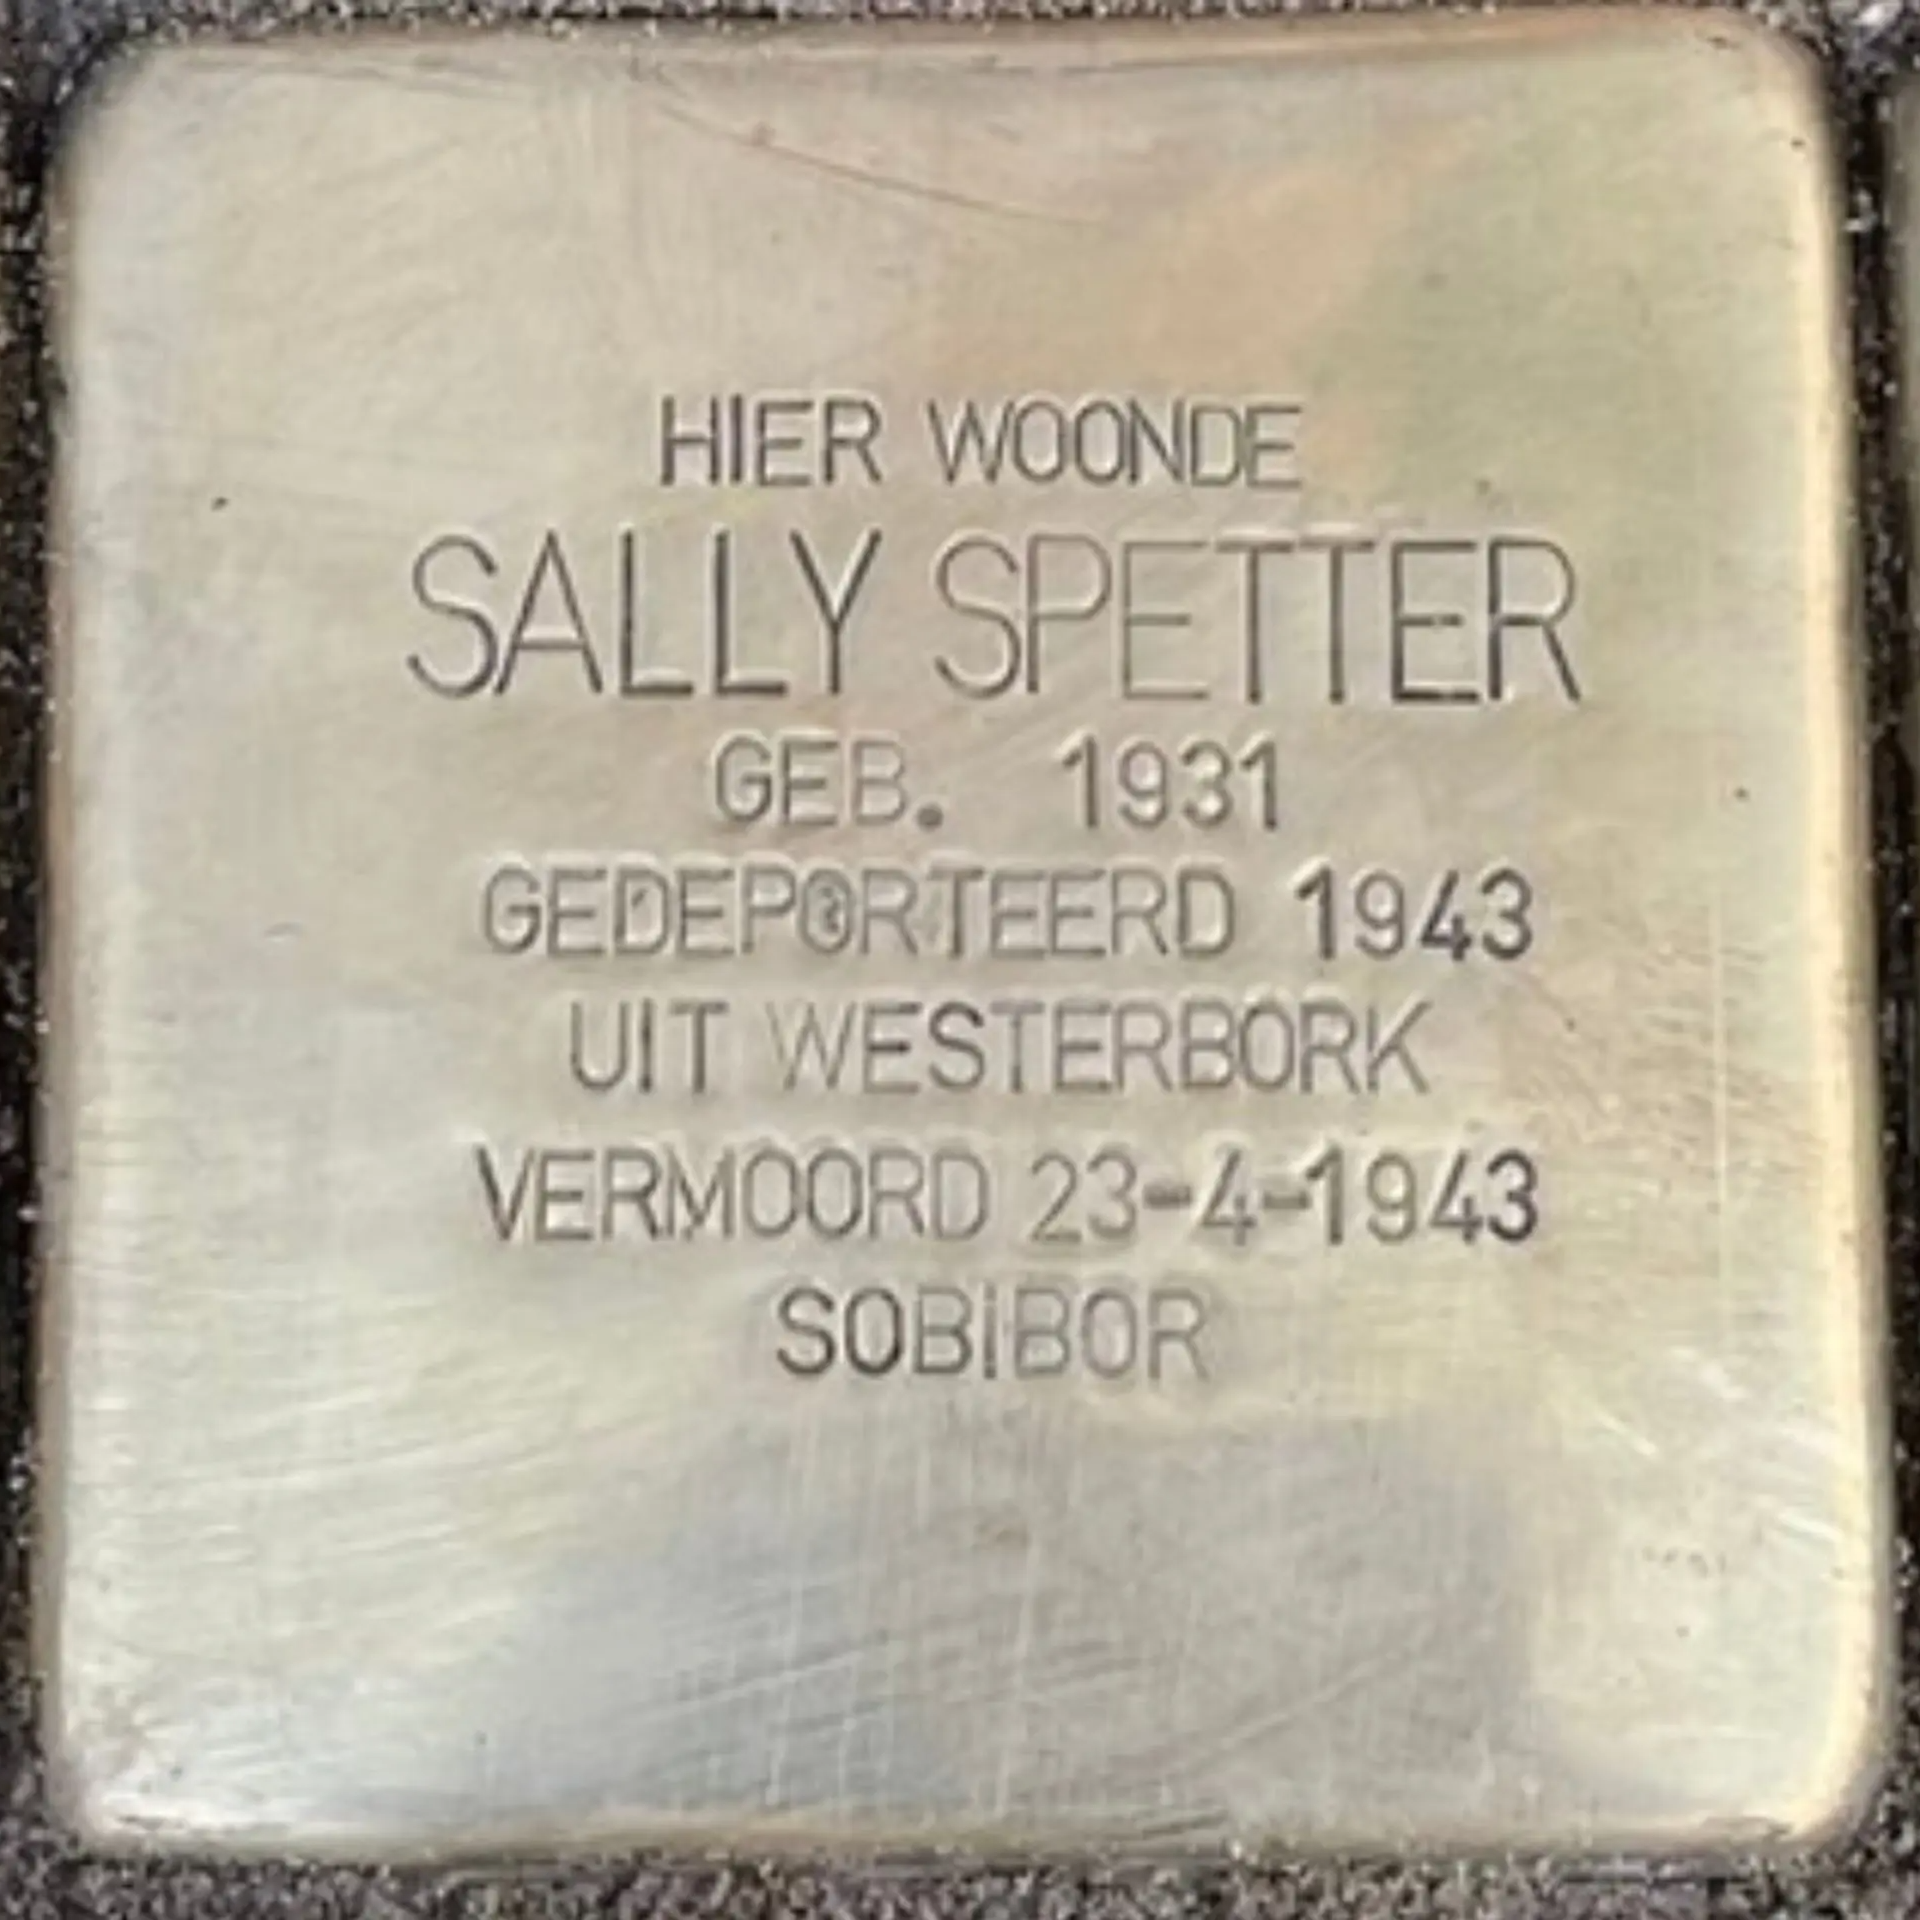 HIER WOONDE
SALLY SPETTER
GEB. 1931
GEDEPORTEERD 1943
UIT WESTERBORK
VERMOORD 23-4-1943
SOBIBOR